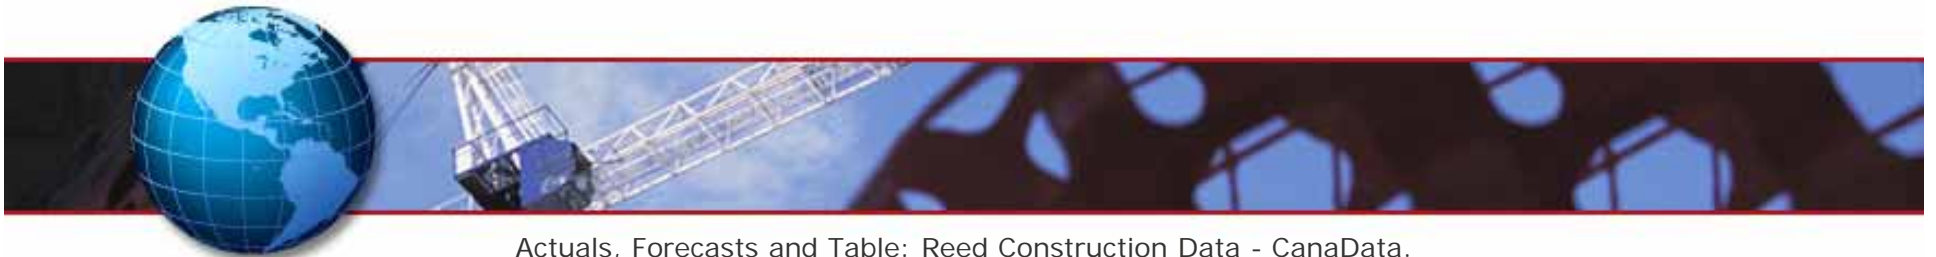 Actuals, Forecasts and Table: Reed Construction Data - CanaData.